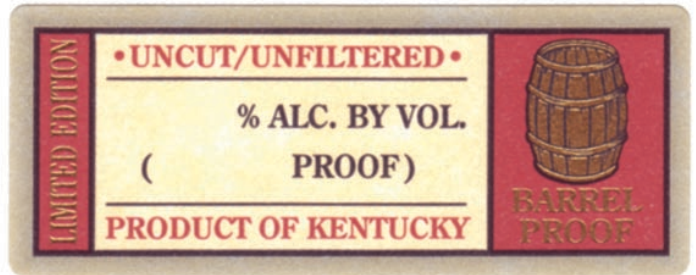 LIMITED EDITION
•UNCUT/UNFILTERED•
% ALC. BY VOL.
( PROOF)
PRODUCT OF KENTUCKY
BARREL
PROOF